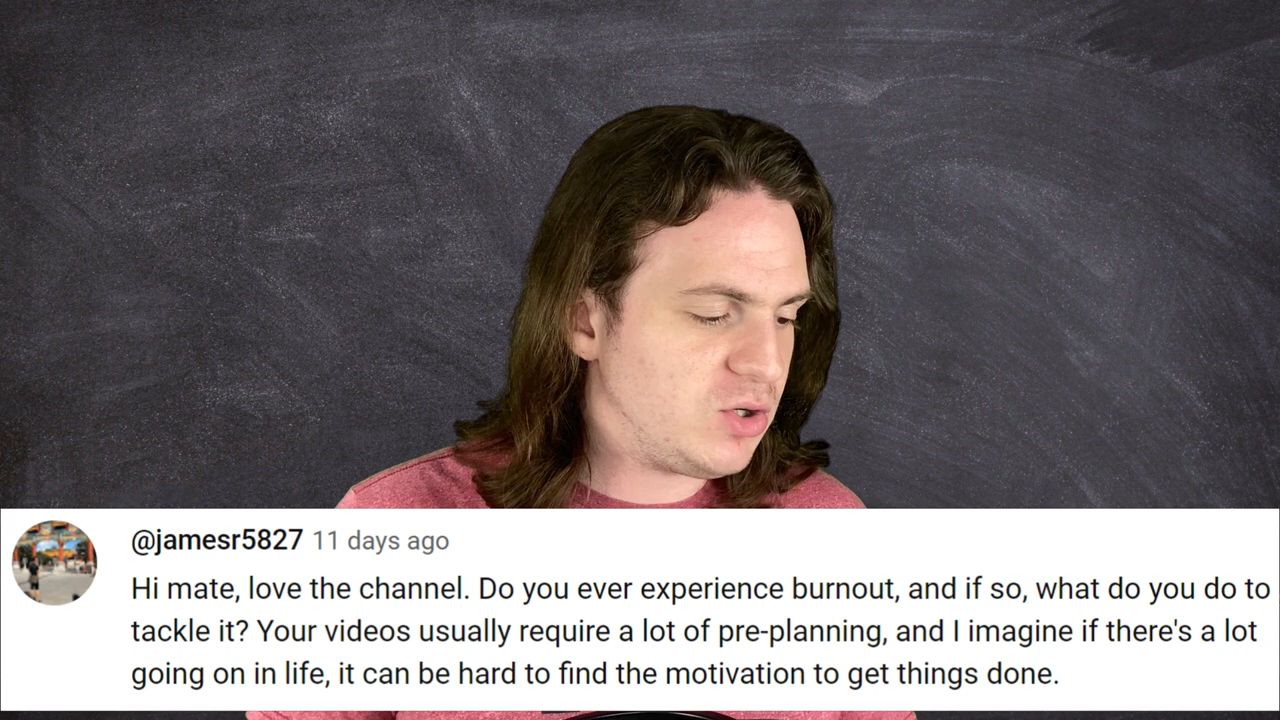 @jamesr5827 11 days ago
Hi mate, love the channel. Do you ever experience burnout, and if so, what do you do to
tackle it? Your videos usually require a lot of pre-planning, and I imagine if there's a lot
going on in life, it can be hard to find the motivation to get things done.